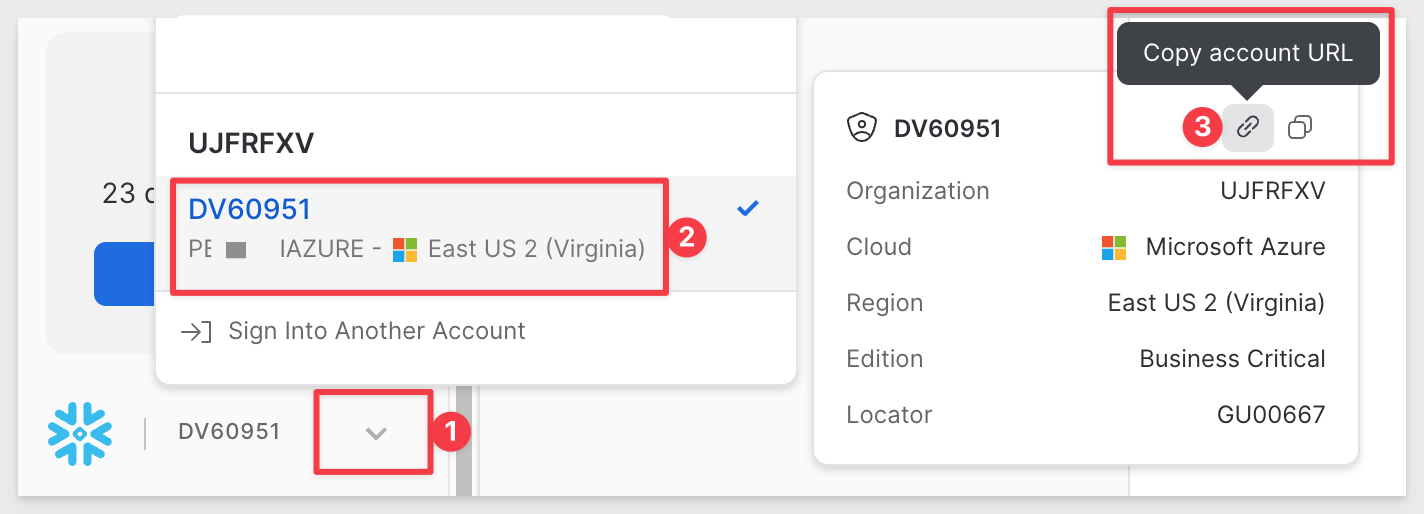 UJFRFXV
DV60951
IAZURE - East US 2 (Virginia)
2
Sign Into Another Account
23
DV60951
1
Copy account URL
DV60951
3
Organization UJFRFXV
Cloud Microsoft Azure
Region East US 2 (Virginia)
Edition Business Critical
Locator GU00667